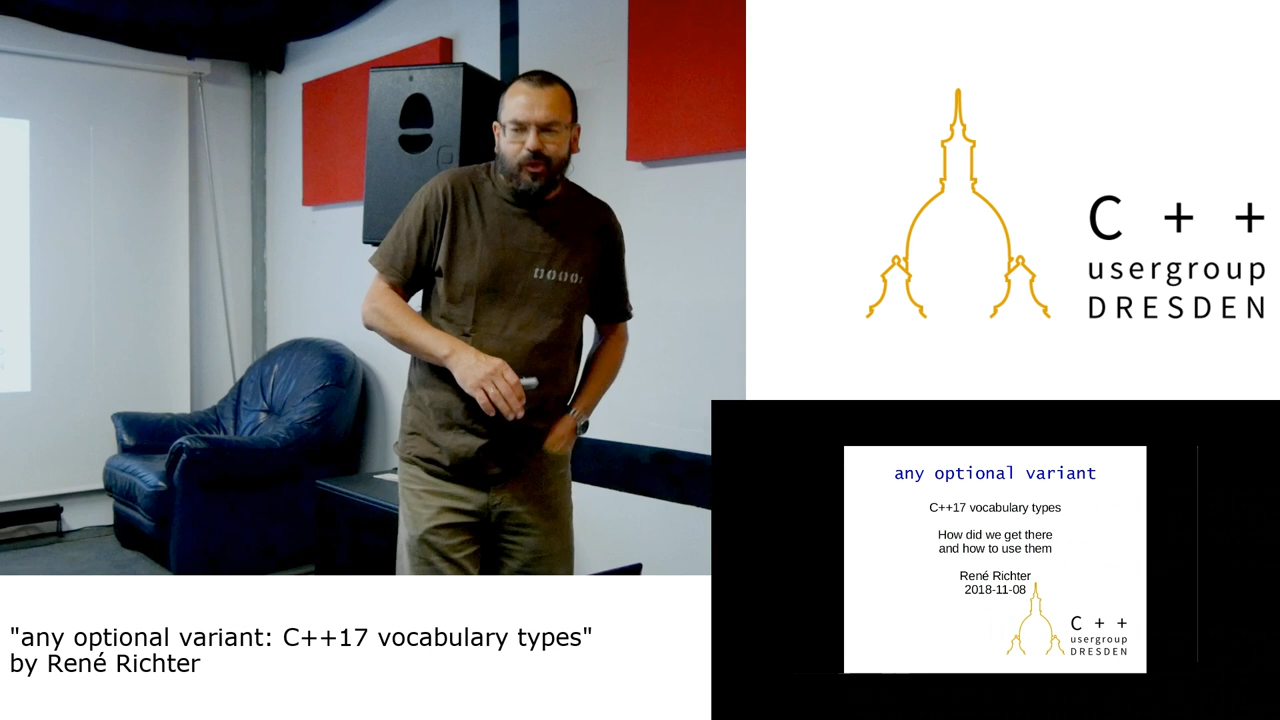 C + +
usergroup
DRESDEN
any optional variant
C++17 vocabulary types
How did we get there
and how to use them
René Richter
2018-11-08
C + +
usergroup
DRESDEN
"any optional variant: C++17 vocabulary types"
by René Richter